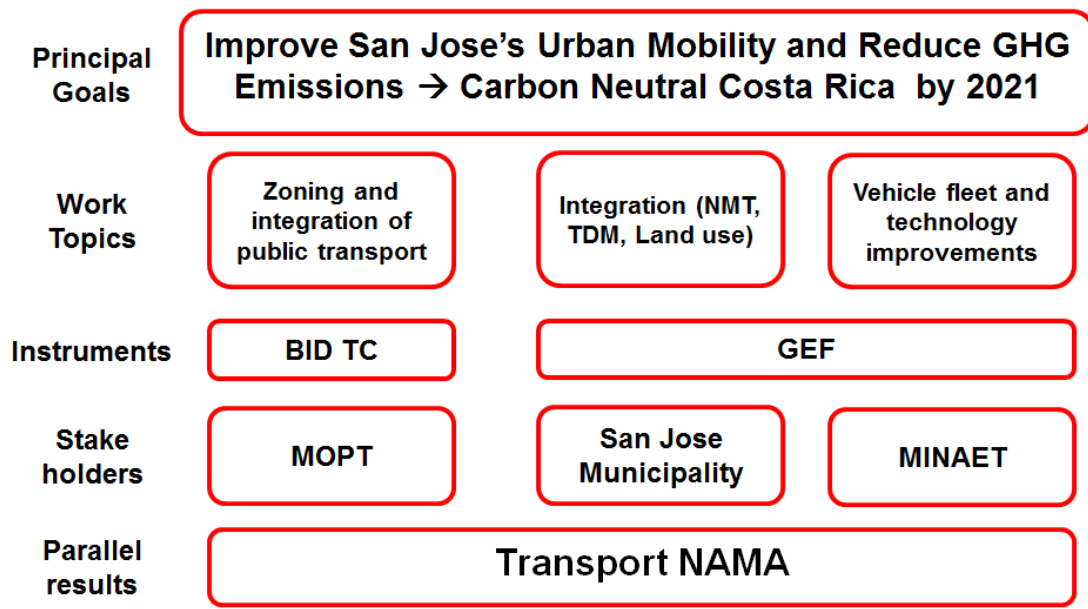 Principal
Goals
Improve San Jose's Urban Mobility and Reduce GHG
Emissions → Carbon Neutral Costa Rica by 2021
Work
Topics
Zoning and
integration of
public transport
Integration (NMT,
TDM, Land use)
Vehicle fleet and
technology
improvements
Instruments
BID TC
GEF
Stake
holders
MOPT
San Jose
Municipality
MINAET
Parallel
results
Transport NAMA